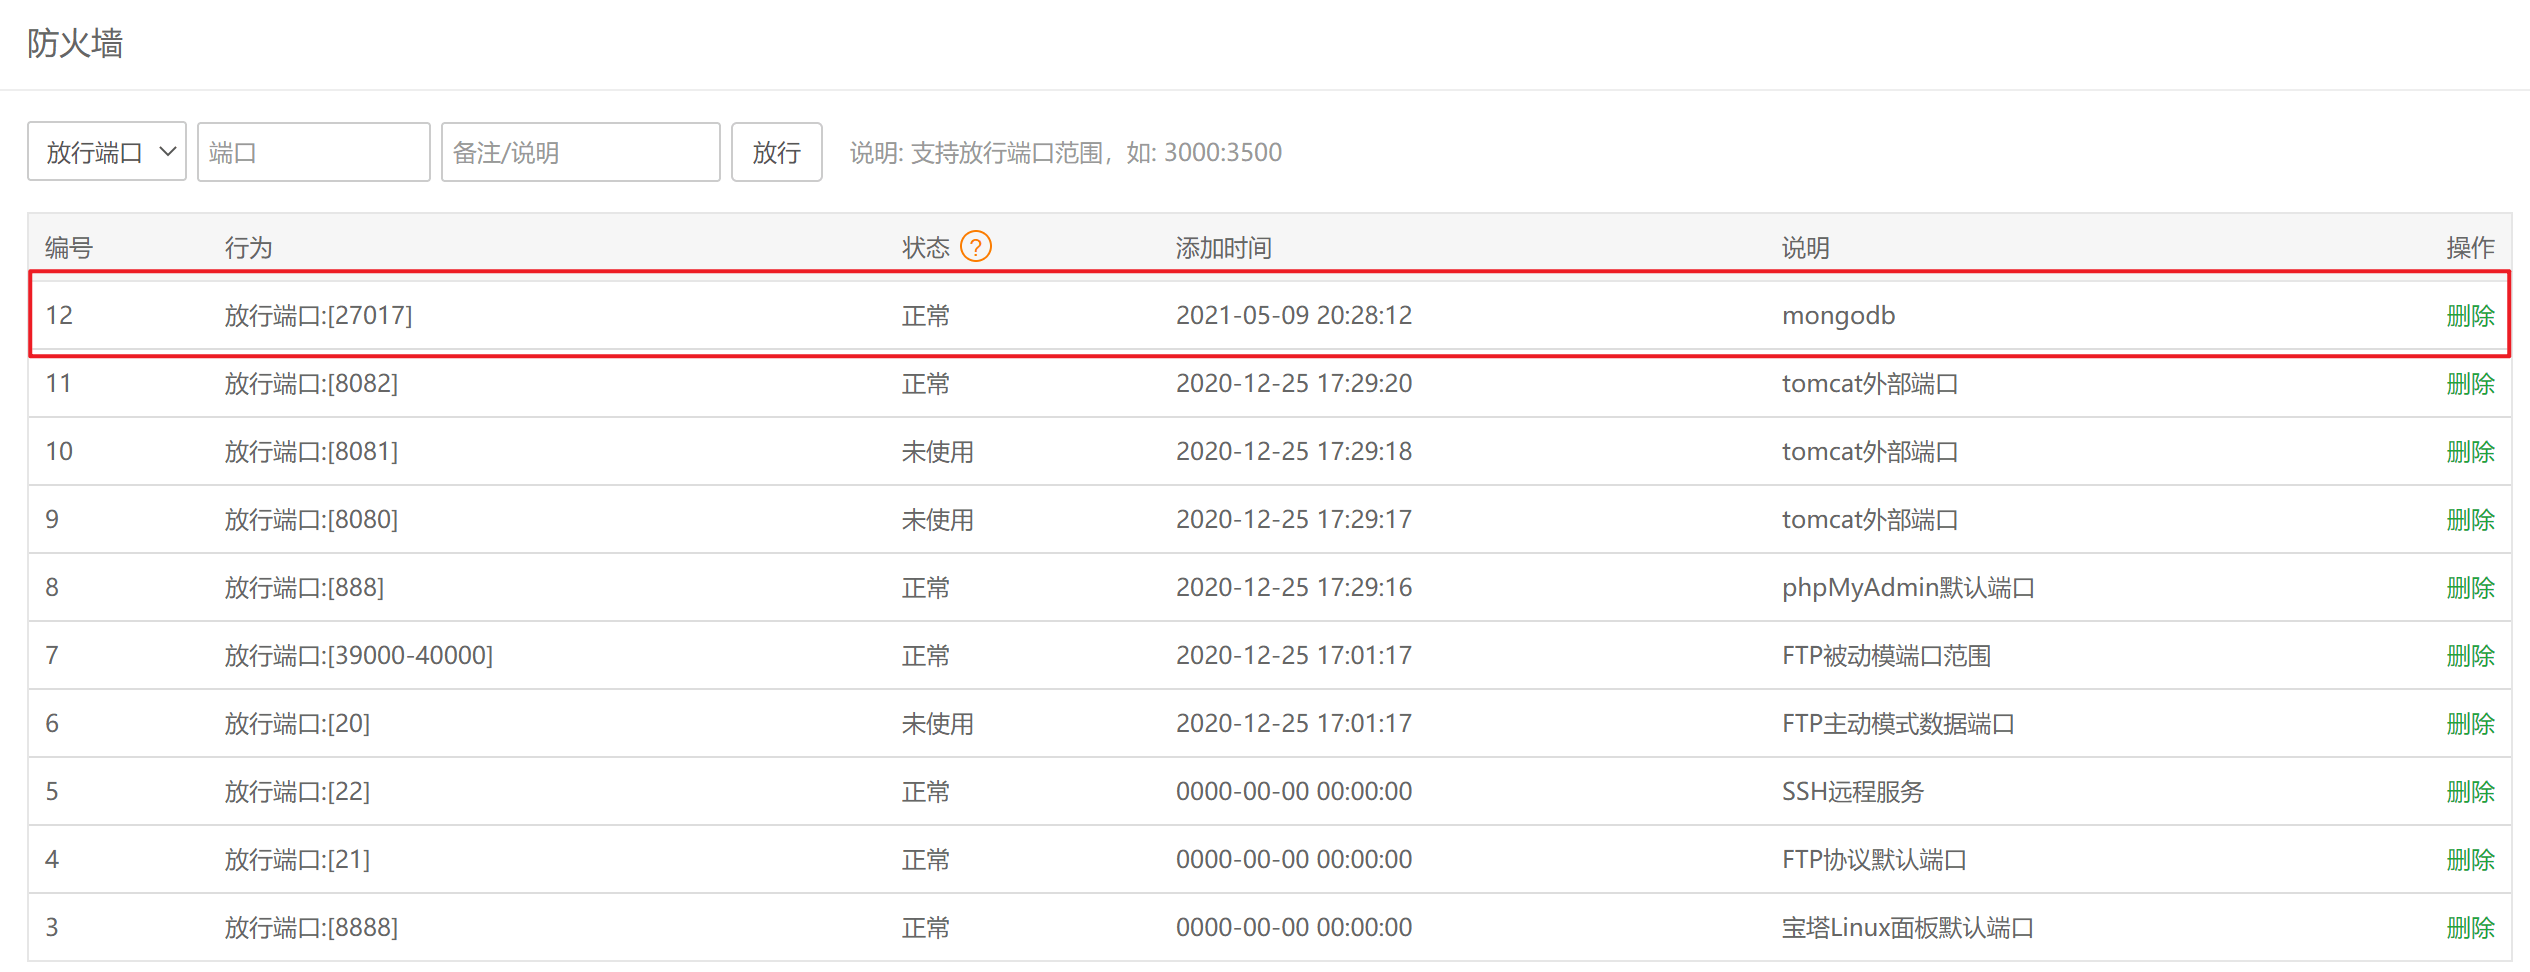 防火墙
放行端口 端口 备注/说明 放行 说明: 支持放行端口范围，如: 3000:3500
编号 行为 状态 ? 添加时间 说明 操作
12 放行端口:[27017] 正常 2021-05-09 20:28:12 mongodb 删除
11 放行端口:[8082] 正常 2020-12-25 17:29:20 tomcat外部端口 删除
10 放行端口:[8081] 未使用 2020-12-25 17:29:18 tomcat外部端口 删除
9 放行端口:[8080] 未使用 2020-12-25 17:29:17 tomcat外部端口 删除
8 放行端口:[888] 正常 2020-12-25 17:29:16 phpMyAdmin默认端口 删除
7 放行端口:[39000-40000] 正常 2020-12-25 17:01:17 FTP被动模端口范围 删除
6 放行端口:[20] 未使用 2020-12-25 17:01:17 FTP主动模式数据端口 删除
5 放行端口:[22] 正常 0000-00-00 00:00:00 SSH远程服务 删除
4 放行端口:[21] 正常 0000-00-00 00:00:00 FTP协议默认端口 删除
3 放行端口:[8888] 正常 0000-00-00 00:00:00 宝塔Linux面板默认端口 删除